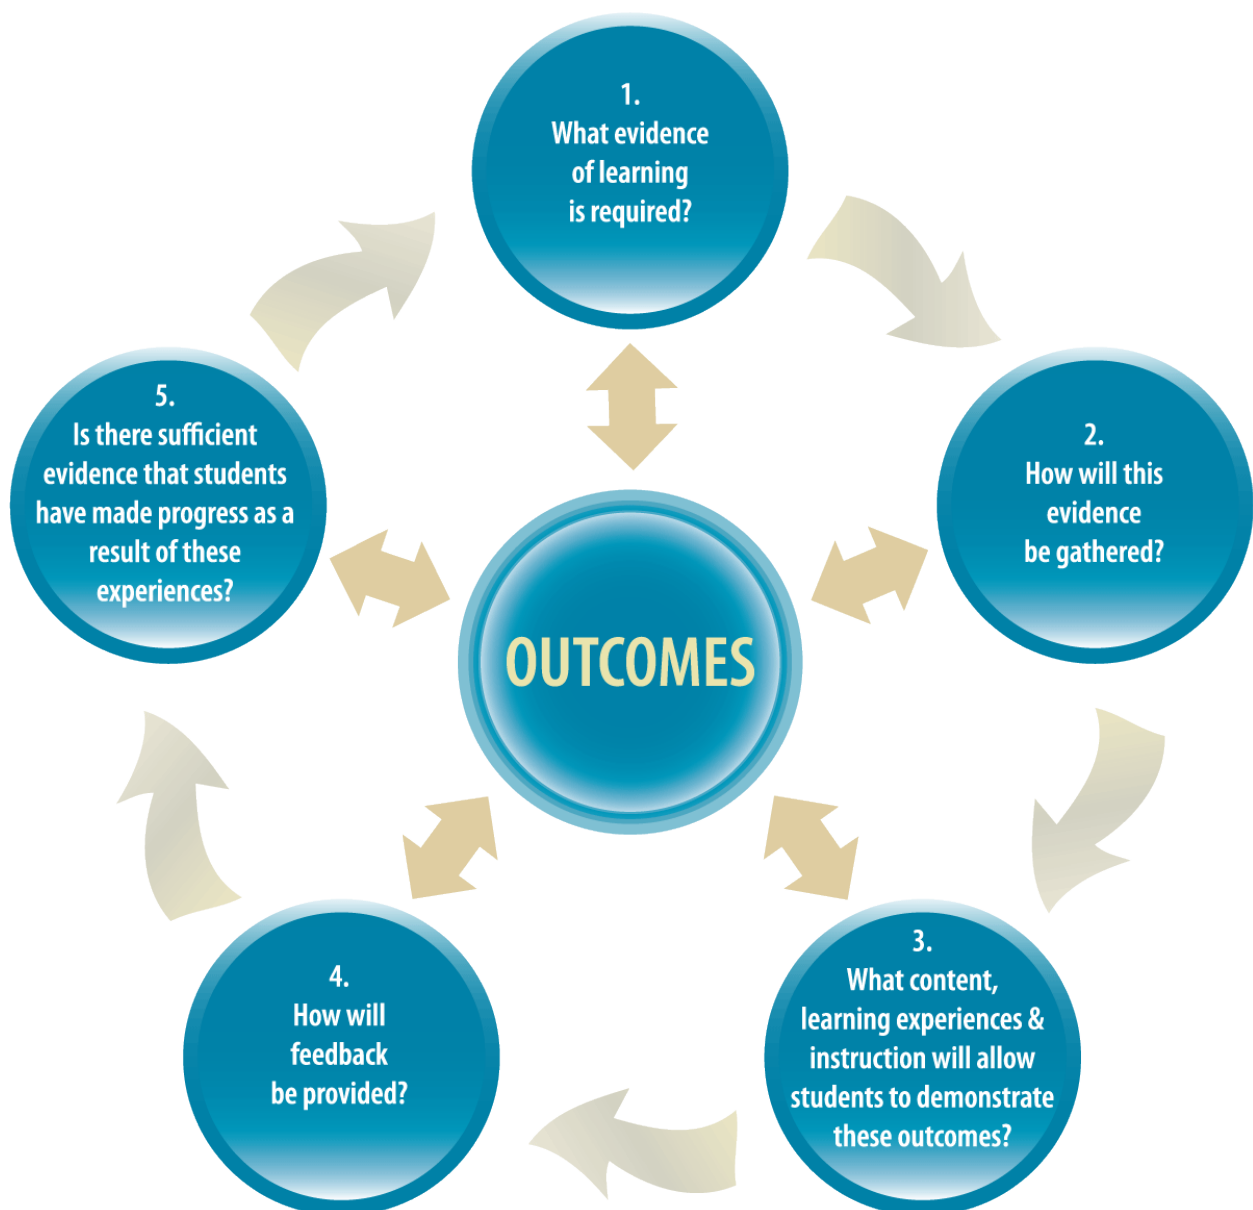 1.
What evidence
of learning
is required?
2.
How will this
evidence
be gathered?
3.
What content,
learning experiences &
instruction will allow
students to demonstrate
these outcomes?
4.
How will
feedback
be provided?
5.
Is there sufficient
evidence that students
have made progress as a
result of these
experiences?
OUTCOMES